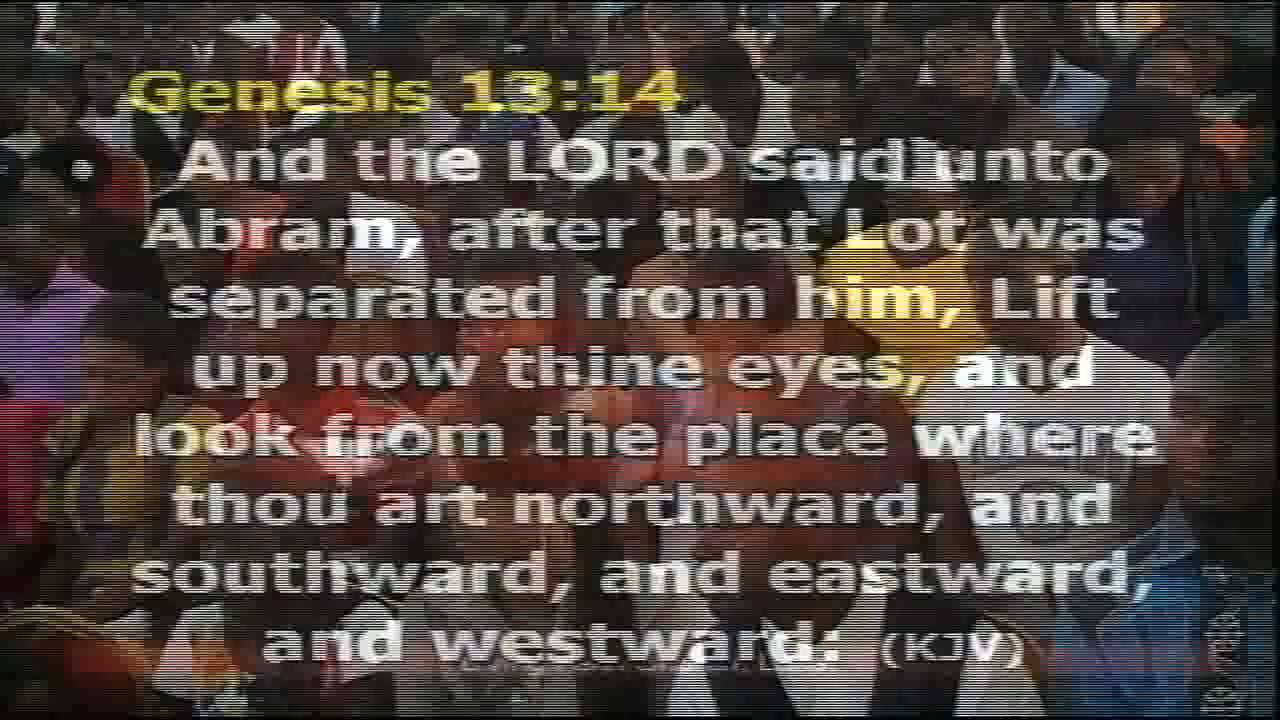 Genesis 13:14
And the LORD said unto
Abram, after that Lot was
separated from him, Lift
up now thine eyes, and
look from the place where
thou art northward, and
southward, and eastward,
and westward: (KJV)